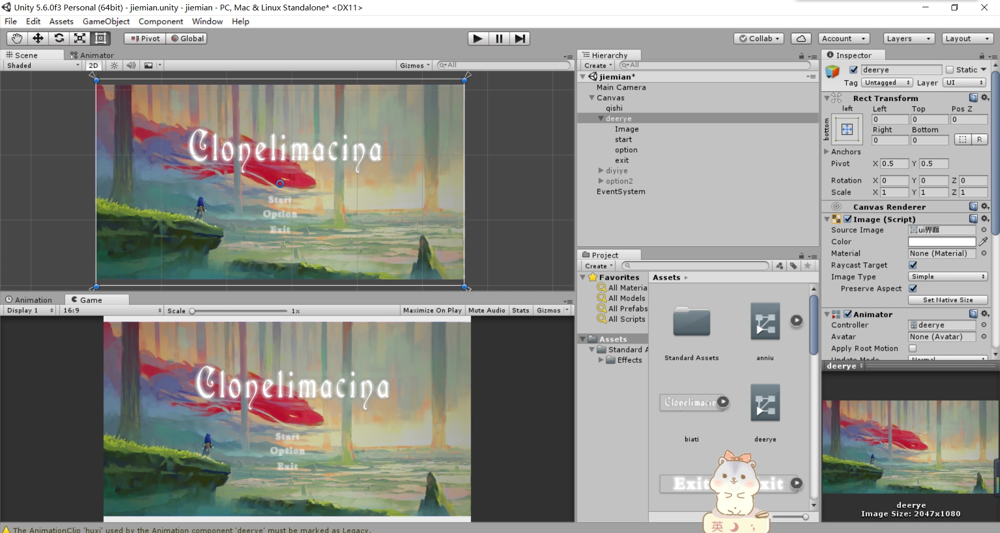 Unity 5.6.0f3 Personal (64bit) - jiemian.unity - jiemian - PC, Mac & Linux Standalone* <DX11>
File Edit Assets GameObject Component Window Help
Pivot Global
Collab Account Layers Layout
Scene Animator
Shaded 2D Gizmos All
Clonelimacina
Start
Option
Exit
Animation Game
Display 1 16:9 Scale 1x Maximize On Play Mute Audio Stats Gizmos
Clonelimacina
Start
Option
Exit
The AnimationClip 'huxi' used by the Animation component 'deerye' must be marked as Legacy.
Hierarchy
Create All
jiemian*
Main Camera
Canvas
qishi
deerye
Image
start
option
exit
diyiye
option2
EventSystem
Project
Create
Favorites
All Materia
All Models
All Prefabs
All Scripts
Assets
Standard A
Effects
Assets
Standard Assets anniu
Clonelimacin
biati deerye
Exit xit
英
Inspector
deerye Static
Tag Untagged Layer UI
Rect Transform
left Left Top Pos Z
bottom 0 0 0
Right Bottom
0 0 R
Anchors
Pivot X 0.5 Y 0.5
Rotation X 0 Y 0 Z 0
Scale X 1 Y 1 Z 1
Canvas Renderer
Image (Script)
Source Image ui界面
Color
Material None (Material)
Raycast Target
Image Type Simple
Preserve Aspect
Set Native Size
Animator
Controller deerye
Avatar None (Avatar)
Apply Root Motion
Update Mode Normal
deerye
deerye
Image Size: 2047x1080